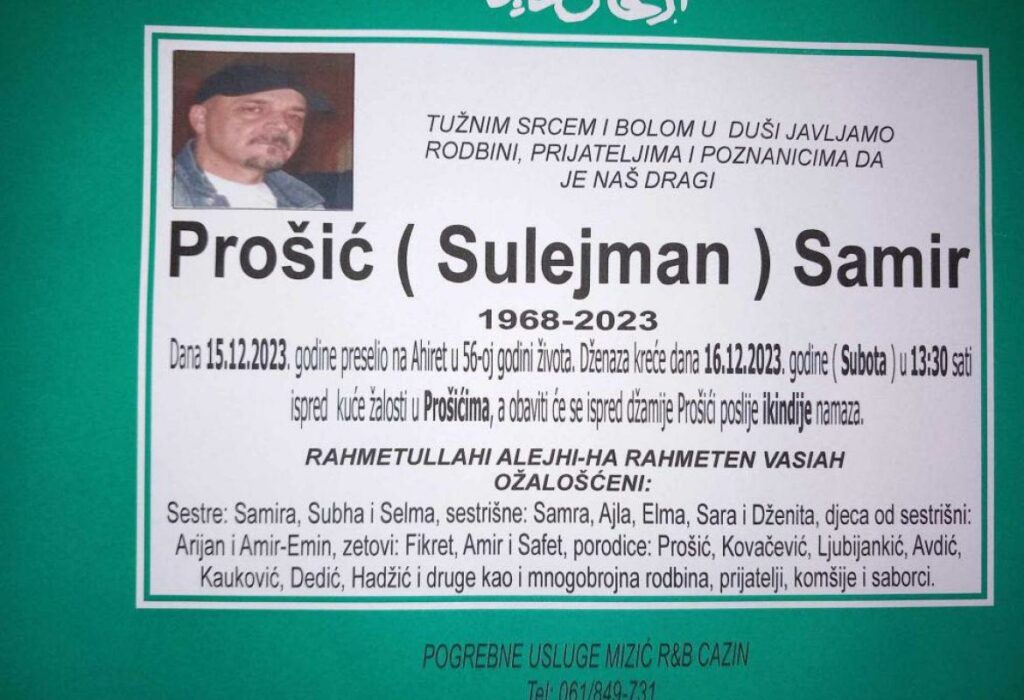 TUŽNIM SRCEM I BOLOM U DUŠI JAVLJAMO
RODBINI, PRIJATELJIMA I POZNANICIMA DA
JE NAŠ DRAGI
Prošić ( Sulejman ) Samir
1968-2023
Dana 15.12.2023. godine preselio na Ahiret u 56-oj godini života. Dženaza kreće dana 16.12.2023. godine ( Subota ) u 13:30 sati
ispred kuće žalosti u Prošićima, a obaviti će se ispred džamije Prošići poslije ikindije namaza.
RAHMETULLAHI ALEJHI-HA RAHMETEN VASIAH
OŽALOŠĆENI:
Sestre: Samira, Subha i Selma, sestrišne: Samra, Ajla, Elma, Sara i Dženita, djeca od sestrišni:
Arijan i Amir-Emin, zetovi: Fikret, Amir i Safet, porodice: Prošić, Kovačević, Ljubijankić, Avdić,
Kauković, Dedić, Hadžić i druge kao i mnogobrojna rodbina, prijatelji, komšije i saborci.
POGREBNE USLUGE MIZIĆ R&B CAZIN
Tel: 061/849-731